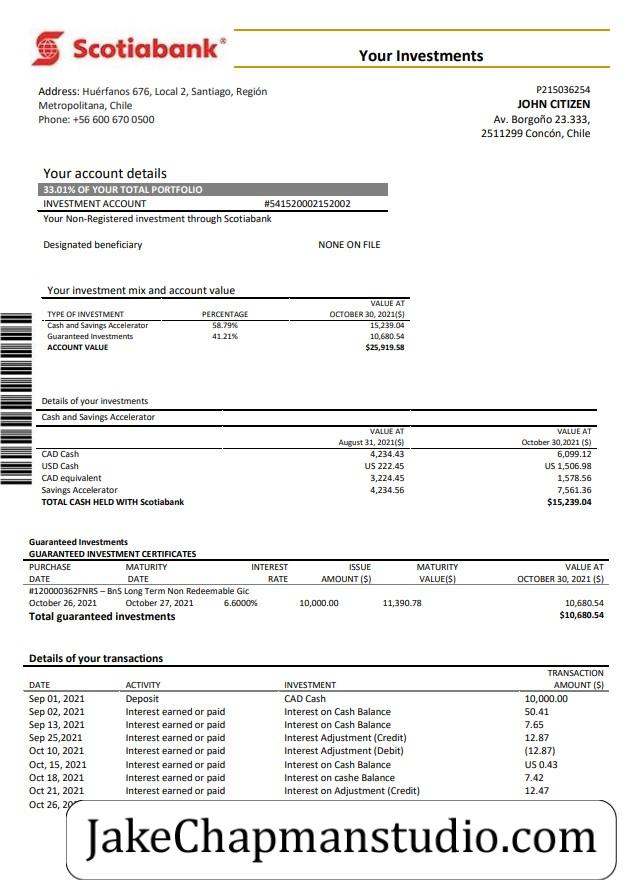 Scotiabank®
Your Investments
Address: Huérfanos 676, Local 2, Santiago, Región
Metropolitana, Chile
Phone: +56 600 670 0500
P215036254
JOHN CITIZEN
Av. Borgoño 23.333,
2511299 Concón, Chile
Your account details
33.01% OF YOUR TOTAL PORTFOLIO
INVESTMENT ACCOUNT #541520002152002
Your Non-Registered investment through Scotiabank
Designated beneficiary NONE ON FILE
Your investment mix and account value
VALUE AT
TYPE OF INVESTMENT PERCENTAGE OCTOBER 30, 2021($)
Cash and Savings Accelerator 58.79% 15,239.04
Guaranteed Investments 41.21% 10,680.54
ACCOUNT VALUE $25,919.58
Details of your investments
Cash and Savings Accelerator
VALUE AT VALUE AT
August 31, 2021($) October 30,2021 ($)
CAD Cash 4,234.43 6,099.12
USD Cash US 222.45 US 1,506.98
CAD equivalent 3,224.45 1,578.56
Savings Accelerator 4,234.56 7,561.36
TOTAL CASH HELD WITH Scotiabank $15,239.04
Guaranteed Investments
GUARANTEED INVESTMENT CERTIFICATES
PURCHASE MATURITY INTEREST ISSUE MATURITY VALUE AT
DATE DATE RATE AMOUNT ($) VALUE($) OCTOBER 30, 2021 ($)
#120000362FNRS – BnS Long Term Non Redeemable Gic
October 26, 2021 October 27, 2021 6.6000% 10,000.00 11,390.78 10,680.54
Total guaranteed investments $10,680.54
Details of your transactions
TRANSACTION
DATE ACTIVITY INVESTMENT AMOUNT ($)
Sep 01, 2021 Deposit CAD Cash 10,000.00
Sep 02, 2021 Interest earned or paid Interest on Cash Balance 50.41
Sep 13, 2021 Interest earned or paid Interest on Cash Balance 7.65
Sep 25,2021 Interest earned or paid Interest Adjustment (Credit) 12.87
Oct 10, 2021 Interest earned or paid Interest Adjustment (Debit) (12.87)
Oct, 15, 2021 Interest earned or paid Interest on Cash Balance US 0.43
Oct 18, 2021 Interest earned or paid Interest on cashe Balance 7.42
Oct 21, 2021 Interest earned or paid Interest on Adjustment (Credit) 12.47
Oct 26,
JakeChapmanstudio.com